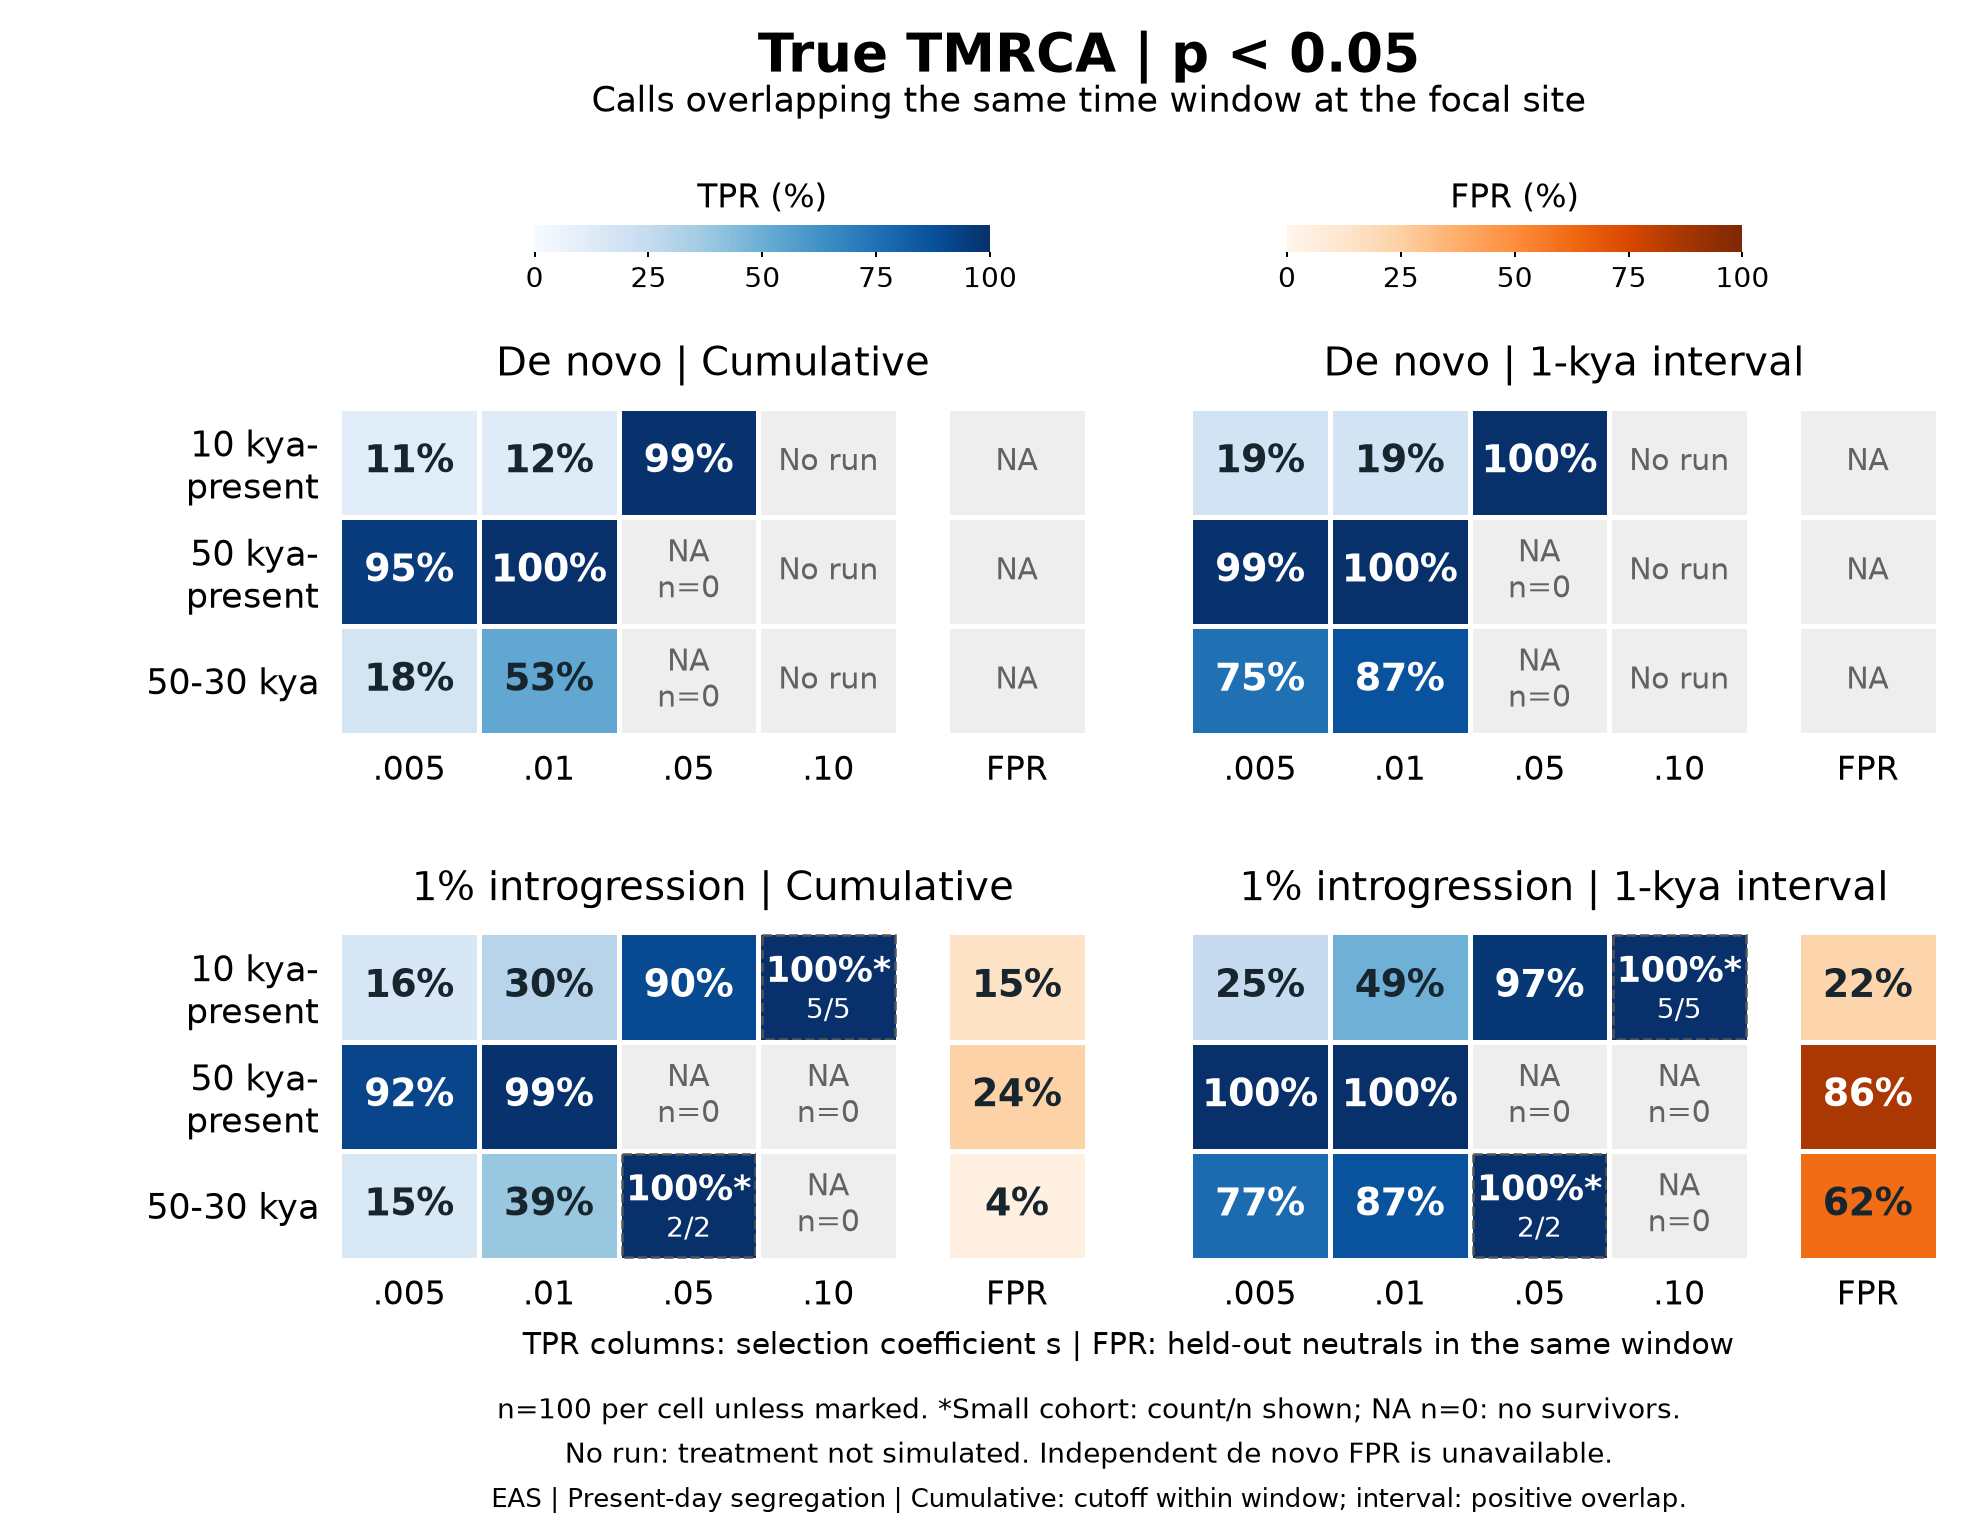 True TMRCA | p < 0.05
Calls overlapping the same time window at the focal site
TPR (%)
0 25 50 75 100
FPR (%)
0 25 50 75 100
De novo | Cumulative
10 kya-
present
11% 12% 99% No run NA
50 kya-
present
95% 100% NA n=0 No run NA
50-30 kya
18% 53% NA n=0 No run NA
.005 .01 .05 .10 FPR
De novo | 1-kya interval
19% 19% 100% No run NA
99% 100% NA n=0 No run NA
75% 87% NA n=0 No run NA
.005 .01 .05 .10 FPR
1% introgression | Cumulative
10 kya-
present
16% 30% 90% 100%* 5/5 15%
50 kya-
present
92% 99% NA n=0 NA n=0 24%
50-30 kya
15% 39% 100%* 2/2 NA n=0 4%
.005 .01 .05 .10 FPR
1% introgression | 1-kya interval
25% 49% 97% 100%* 5/5 22%
100% 100% NA n=0 NA n=0 86%
77% 87% 100%* 2/2 NA n=0 62%
.005 .01 .05 .10 FPR
TPR columns: selection coefficient s | FPR: held-out neutrals in the same window
n=100 per cell unless marked. *Small cohort: count/n shown; NA n=0: no survivors.
No run: treatment not simulated. Independent de novo FPR is unavailable.
EAS | Present-day segregation | Cumulative: cutoff within window; interval: positive overlap.